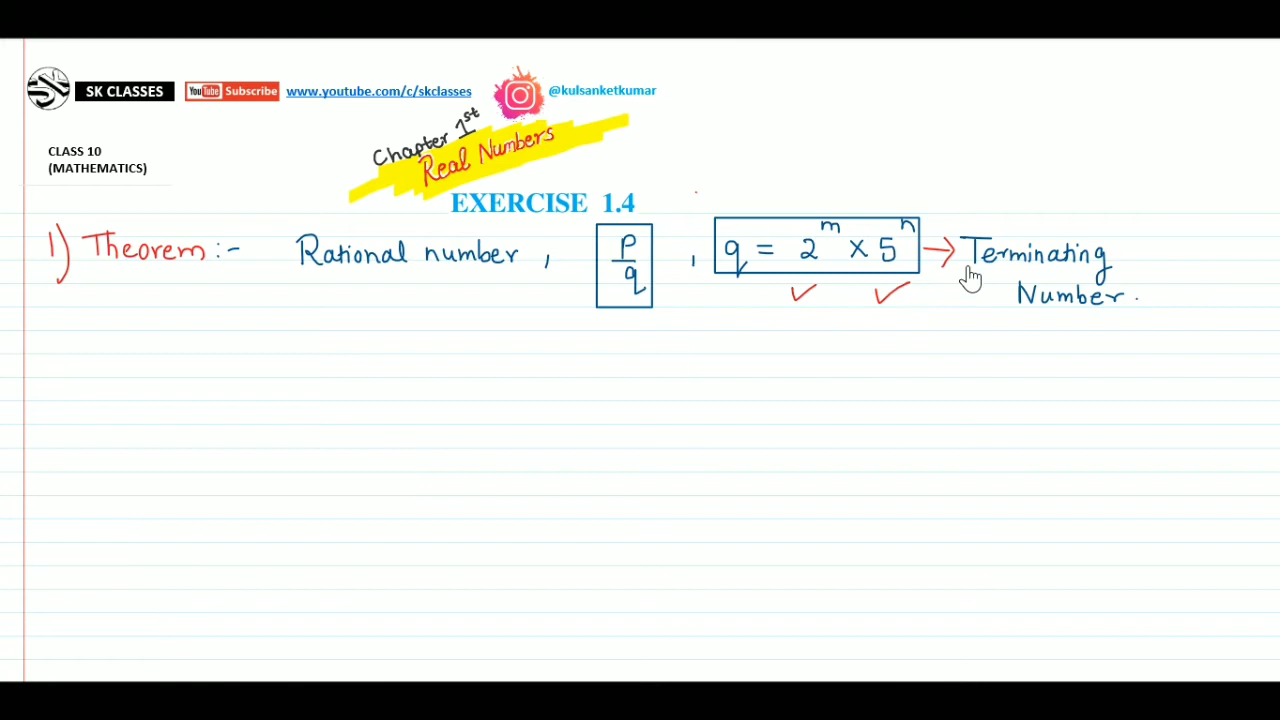 SK CLASSES YouTube Subscribe www.youtube.com/c/skclasses @kulsanketkumar
Chapter 1st
Real Numbers
CLASS 10
(MATHEMATICS)
EXERCISE 1.4
1) Theorem :- Rational number , p/q , q = 2^m × 5^n → Terminating
Number .